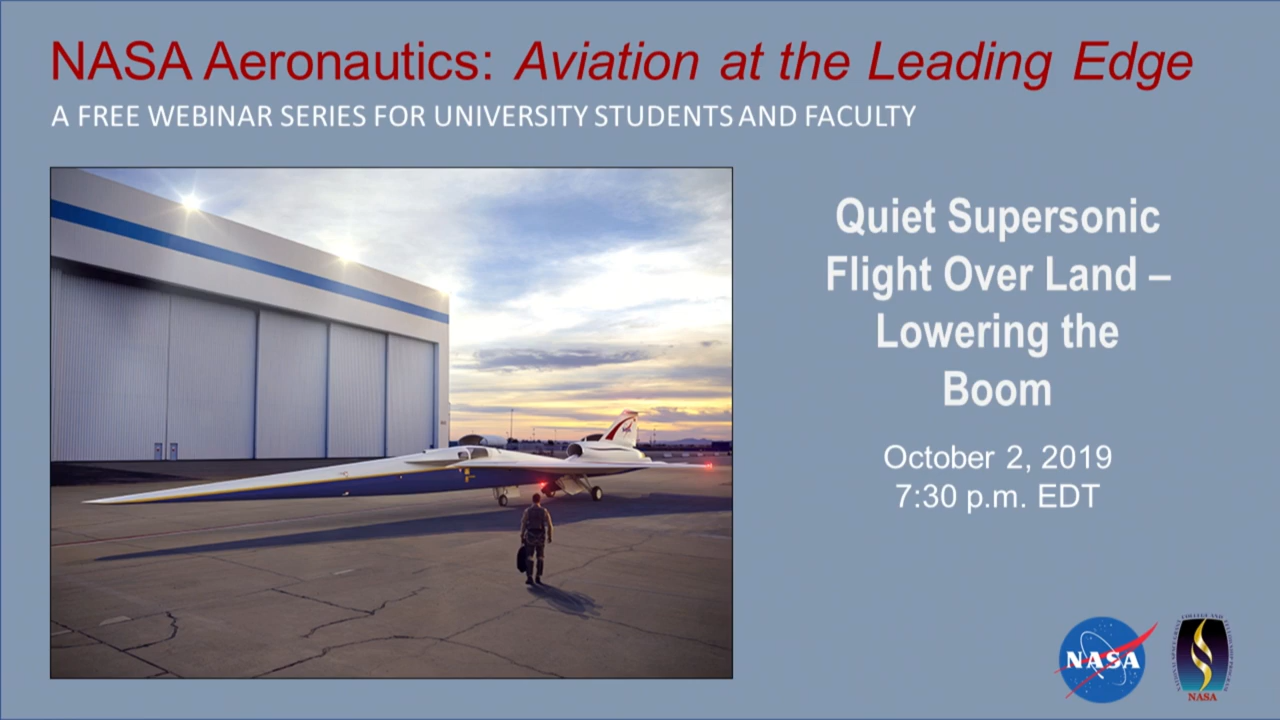 NASA Aeronautics: Aviation at the Leading Edge
A FREE WEBINAR SERIES FOR UNIVERSITY STUDENTS AND FACULTY
Quiet Supersonic
Flight Over Land –
Lowering the
Boom
October 2, 2019
7:30 p.m. EDT
NASA
NASA